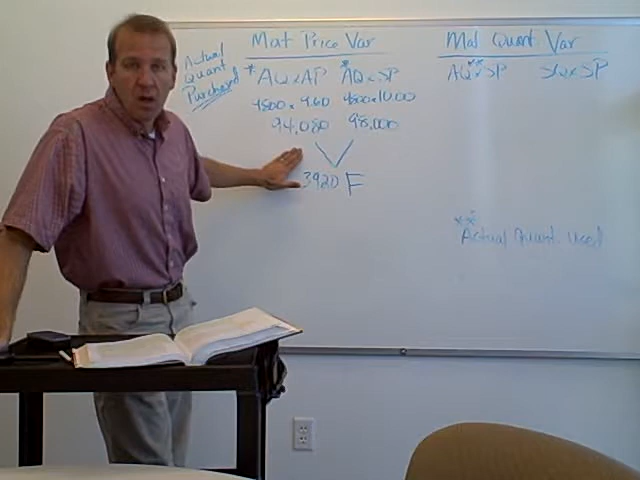 Actual
Quant
Purchased
Mat Price Var
* AQ x AP * AQ x SP
9800 x 9.60 9800 x 10.00
94,080 98,000
3920 F
Mat Quant Var
AQ** x SP SQ x SP
**
Actual Quant. Used